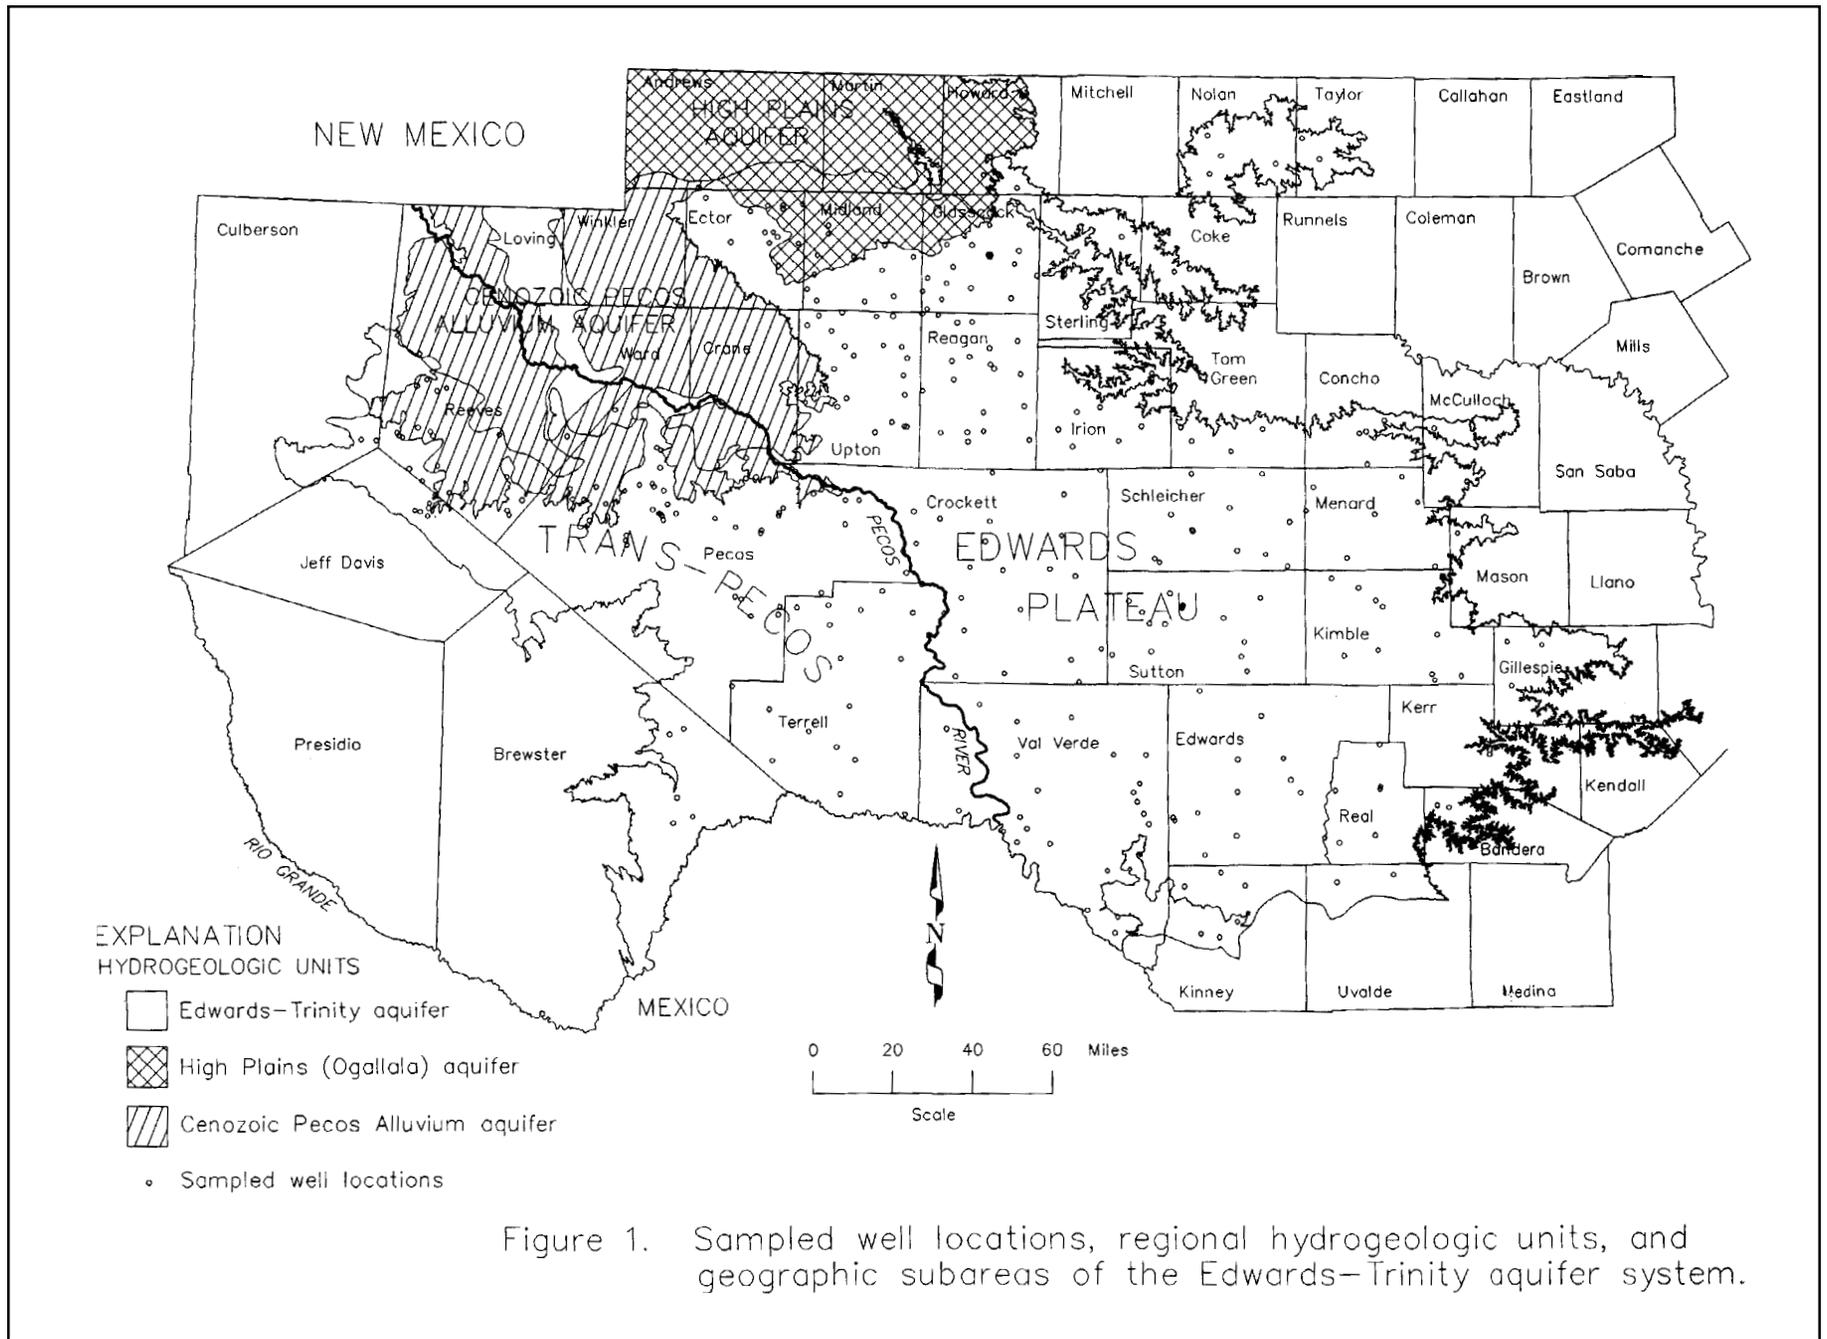 Andrews
Martin
Howard
Mitchell
Nolan
Taylor
Callahan
Eastland
HIGH PLAINS
AQUIFER
NEW MEXICO
Culberson
Loving
Winkler
Ector
Midland
Glasscock
Coke
Runnels
Coleman
Brown
Comanche
CENOZOIC PECOS
ALLUVIUM AQUIFER
Ward
Crane
Reagan
Sterling
Tom
Green
Concho
Mills
McCulloch
Reeves
Upton
Irion
San Saba
Crockett
Schleicher
Menard
TRANS-PECOS
Pecos
PECOS
RIVER
EDWARDS
PLATEAU
Jeff Davis
Mason
Llano
Sutton
Kimble
Gillespie
Presidio
Brewster
Terrell
Val Verde
Edwards
Kerr
Real
Kendall
Bandera
RIO GRANDE
MEXICO
N
Kinney
Uvalde
Medina
EXPLANATION
HYDROGEOLOGIC UNITS
Edwards-Trinity aquifer
High Plains (Ogallala) aquifer
Cenozoic Pecos Alluvium aquifer
Sampled well locations
0 20 40 60 Miles
Scale
Figure 1. Sampled well locations, regional hydrogeologic units, and
geographic subareas of the Edwards-Trinity aquifer system.